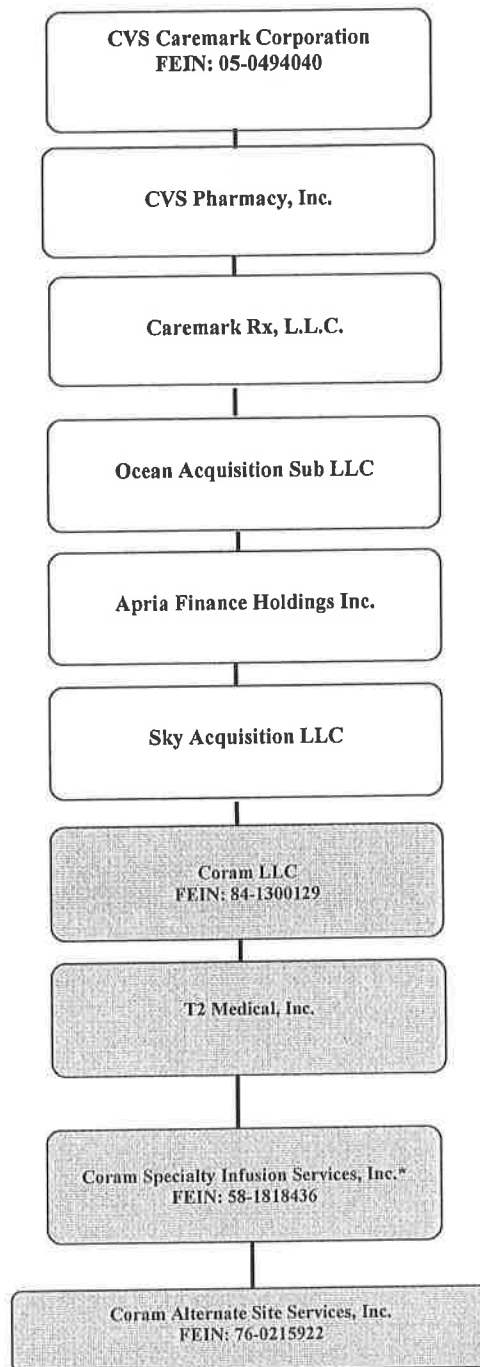 CVS Caremark Corporation
FEIN: 05-0494040
CVS Pharmacy, Inc.
Caremark Rx, L.L.C.
Ocean Acquisition Sub LLC
Apria Finance Holdings Inc.
Sky Acquisition LLC
Coram LLC
FEIN: 84-1300129
T2 Medical, Inc.
Coram Specialty Infusion Services, Inc.*
FEIN: 58-1818436
Coram Alternate Site Services, Inc.
FEIN: 76-0215922